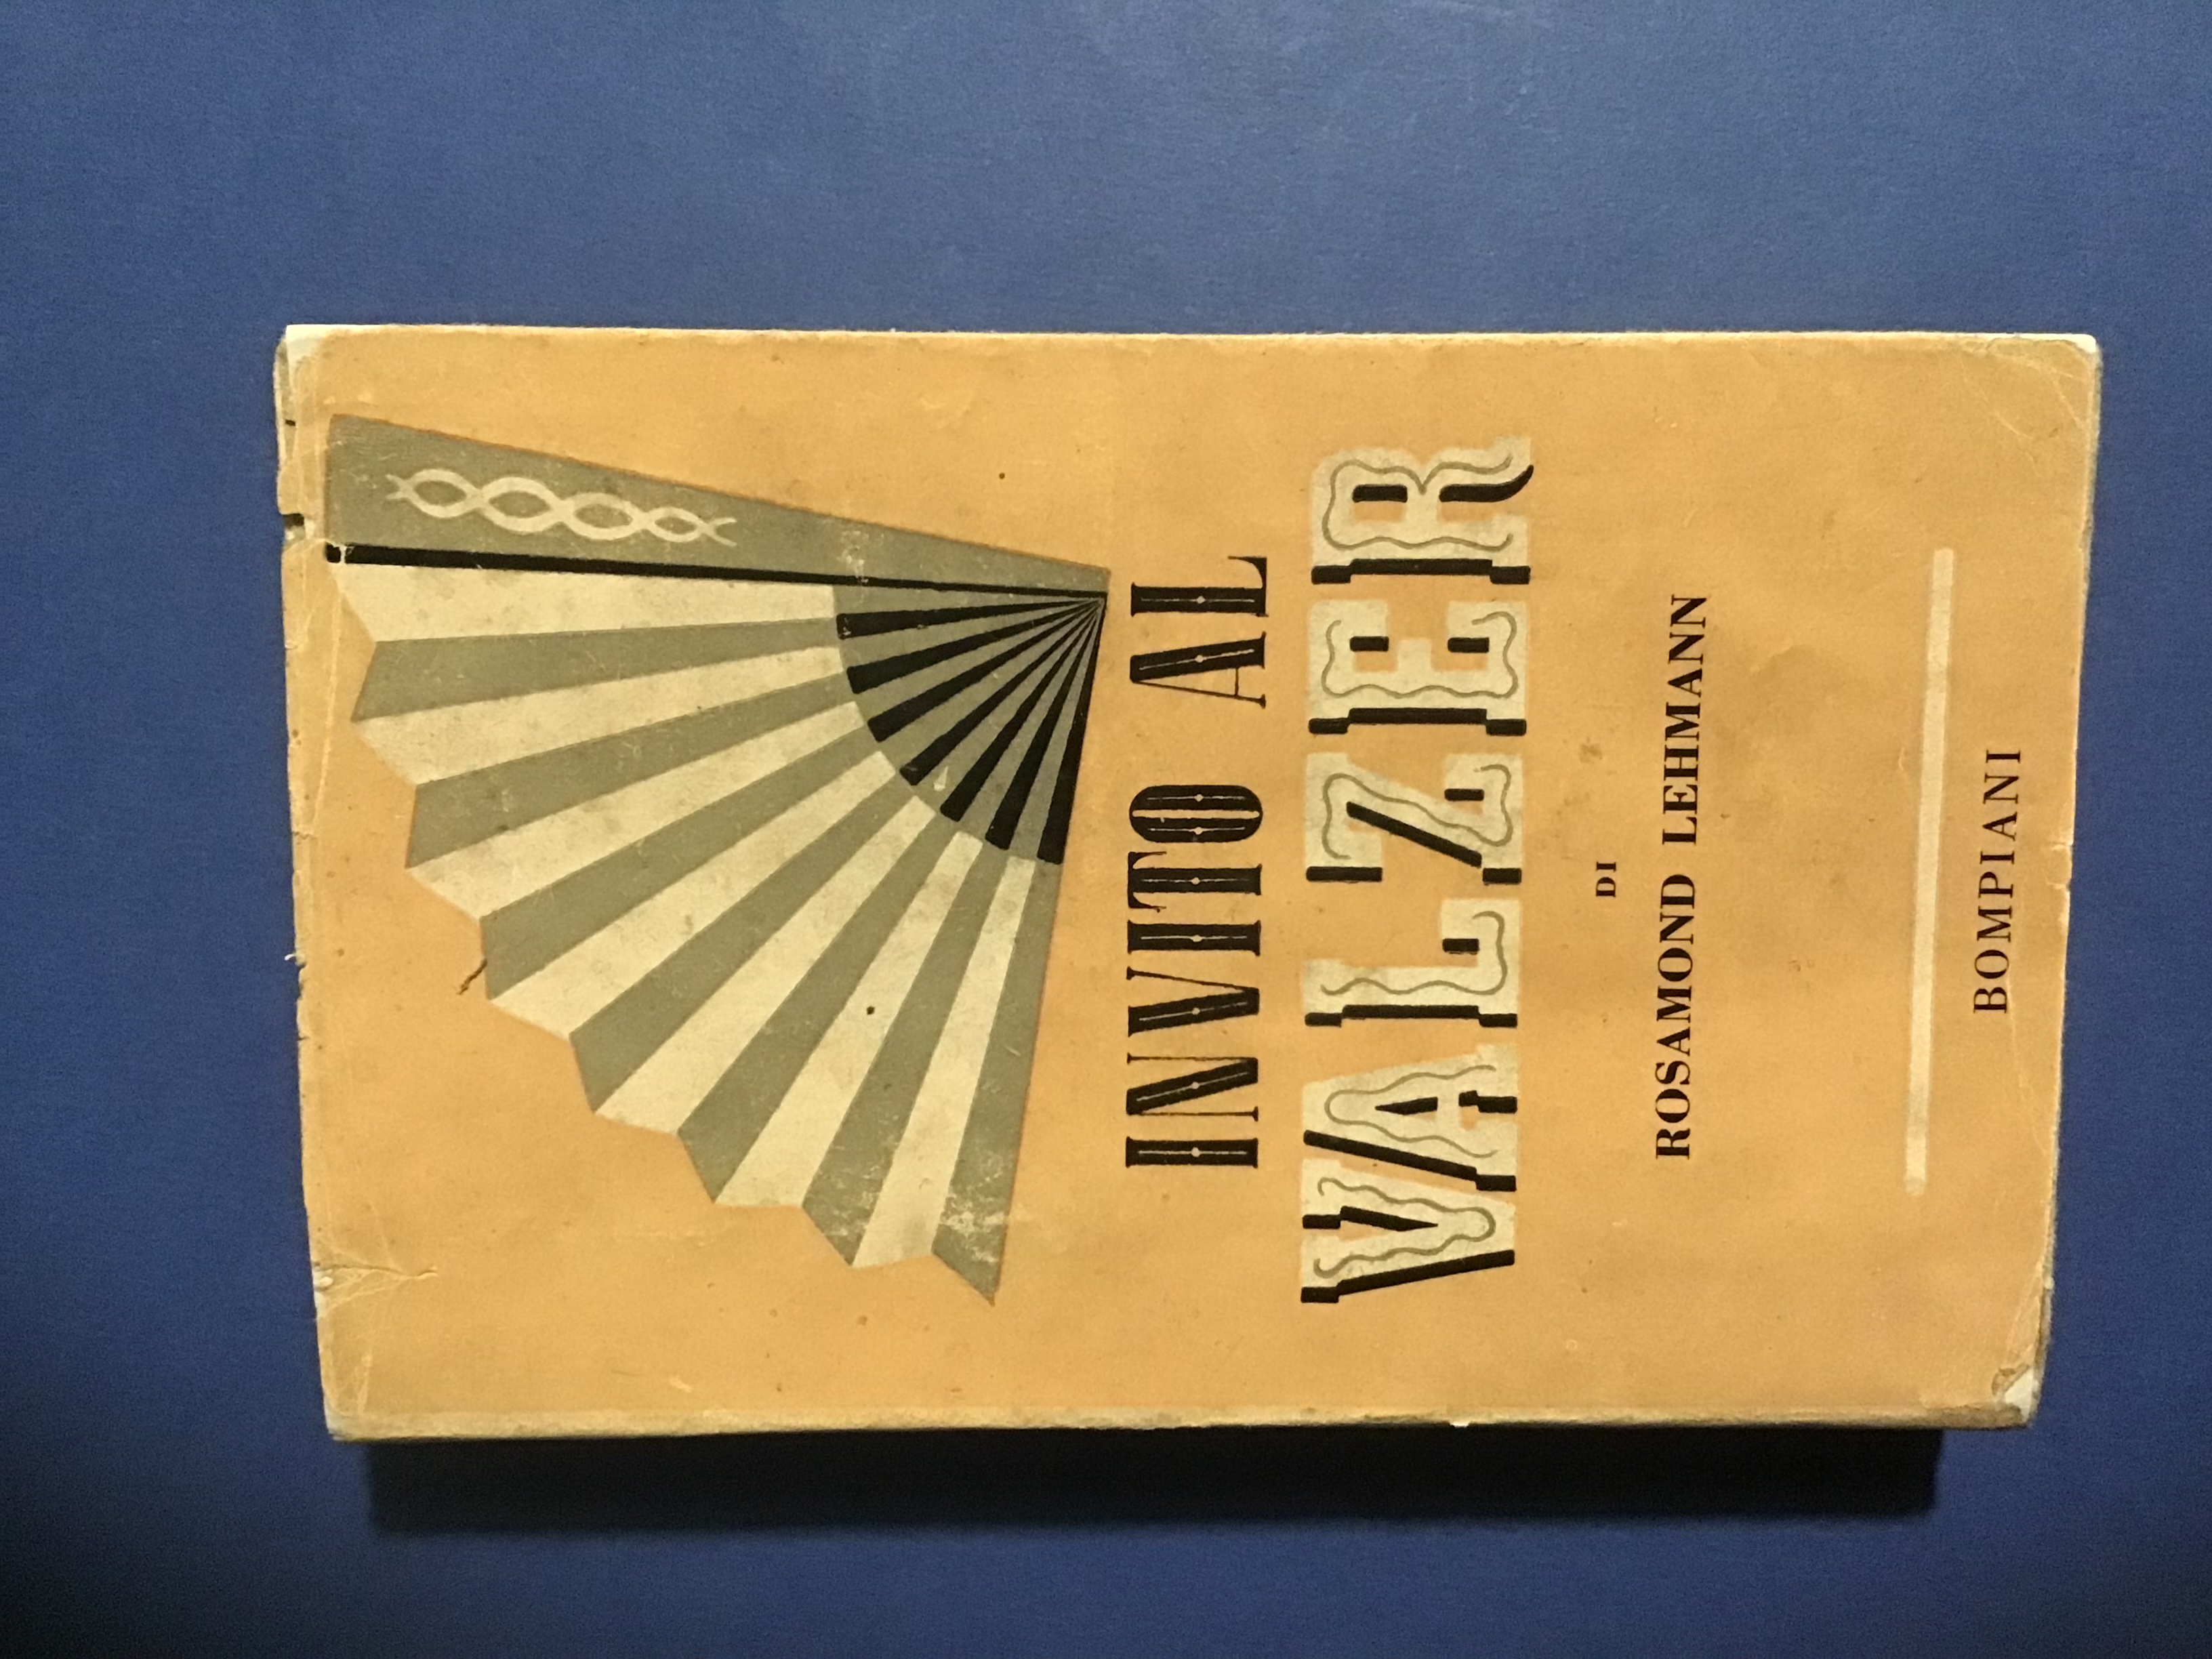 INVITO AL
VALZER
DI
ROSAMOND LEHMANN
BOMPIANI